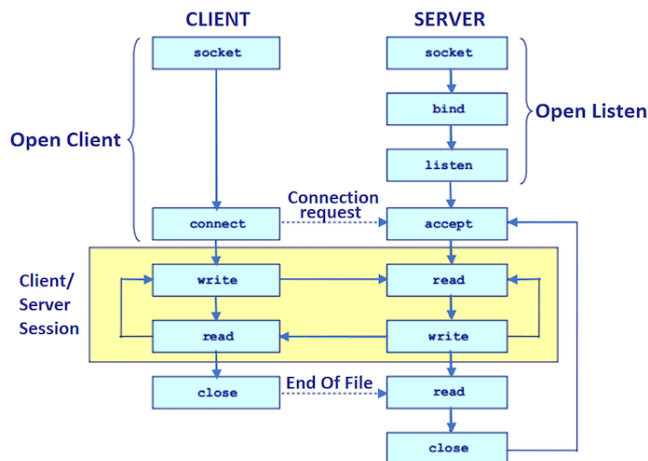 CLIENT
SERVER
socket
socket
bind
Open Client
Open Listen
listen
Connection
request
connect
accept
Client/
Server
Session
write
read
read
write
End Of File
close
read
close